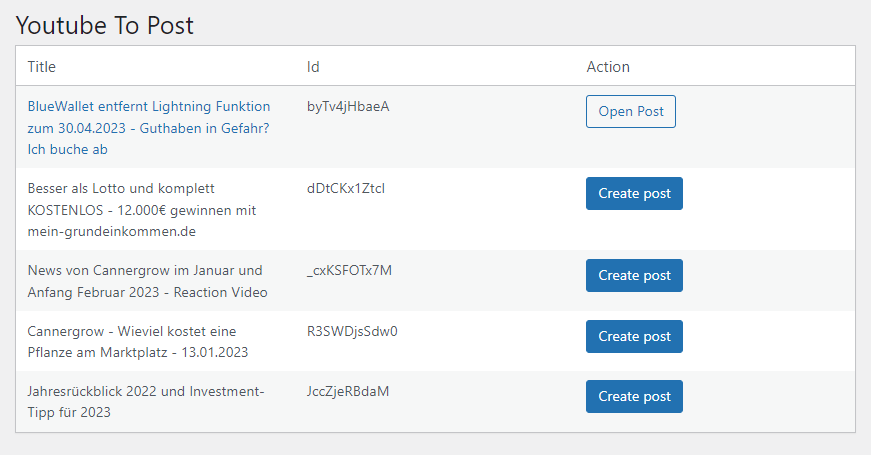 Youtube To Post
Title Id Action
BlueWallet entfernt Lightning Funktion byTv4jHbaeA Open Post
zum 30.04.2023 - Guthaben in Gefahr?
Ich buche ab
Besser als Lotto und komplett dDtCKx1ZtcI Create post
KOSTENLOS - 12.000€ gewinnen mit
mein-grundeinkommen.de
News von Cannergrow im Januar und _cxKSFOTx7M Create post
Anfang Februar 2023 - Reaction Video
Cannergrow - Wieviel kostet eine R3SWDjsSdw0 Create post
Pflanze am Marktplatz - 13.01.2023
Jahresrückblick 2022 und Investment- JccZjeRBdaM Create post
Tipp für 2023